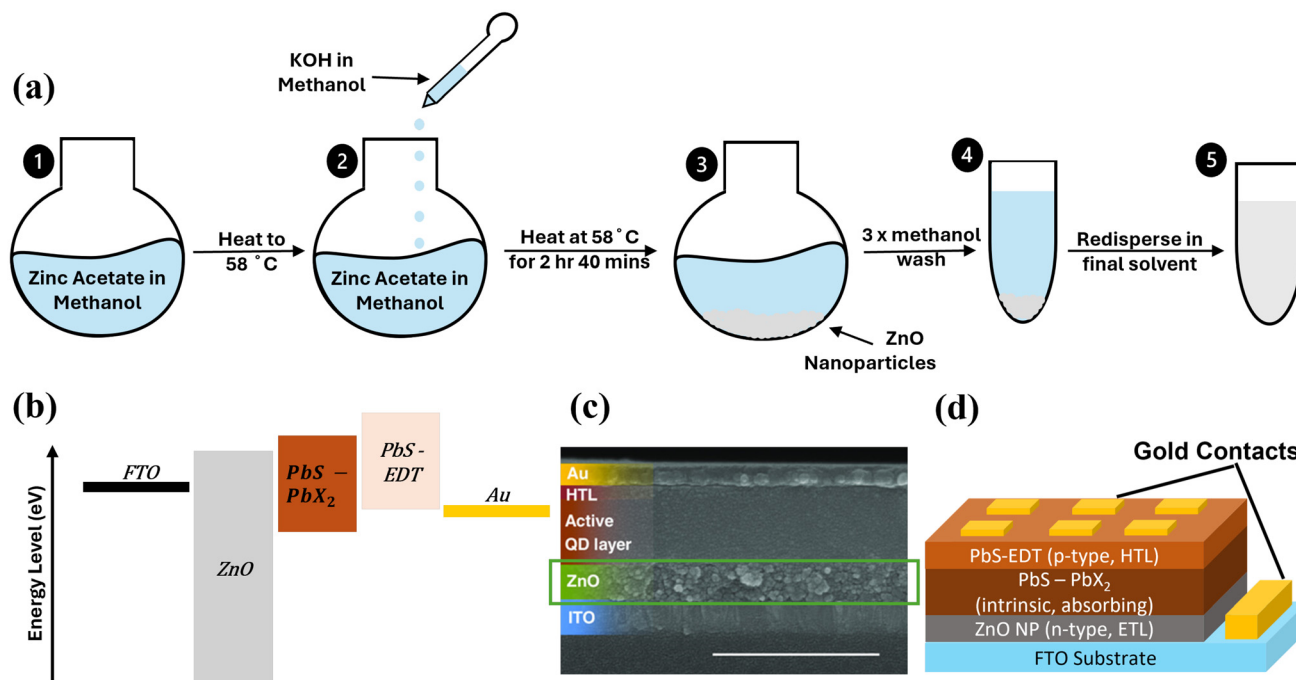 (a)
KOH in
Methanol
1
Zinc Acetate in
Methanol
Heat to
58 °C
2
Zinc Acetate in
Methanol
Heat at 58°C
for 2 hr 40 mins
3
ZnO
Nanoparticles
3 x methanol
wash
4
Redisperse in
final solvent
5
(b)
Energy Level (eV)
FTO
ZnO
PbS −
PbX₂
PbS -
EDT
Au
(c)
Au
HTL
Active
QD layer
ZnO
ITO
(d)
Gold Contacts
PbS-EDT (p-type, HTL)
PbS – PbX₂
(intrinsic, absorbing)
ZnO NP (n-type, ETL)
FTO Substrate